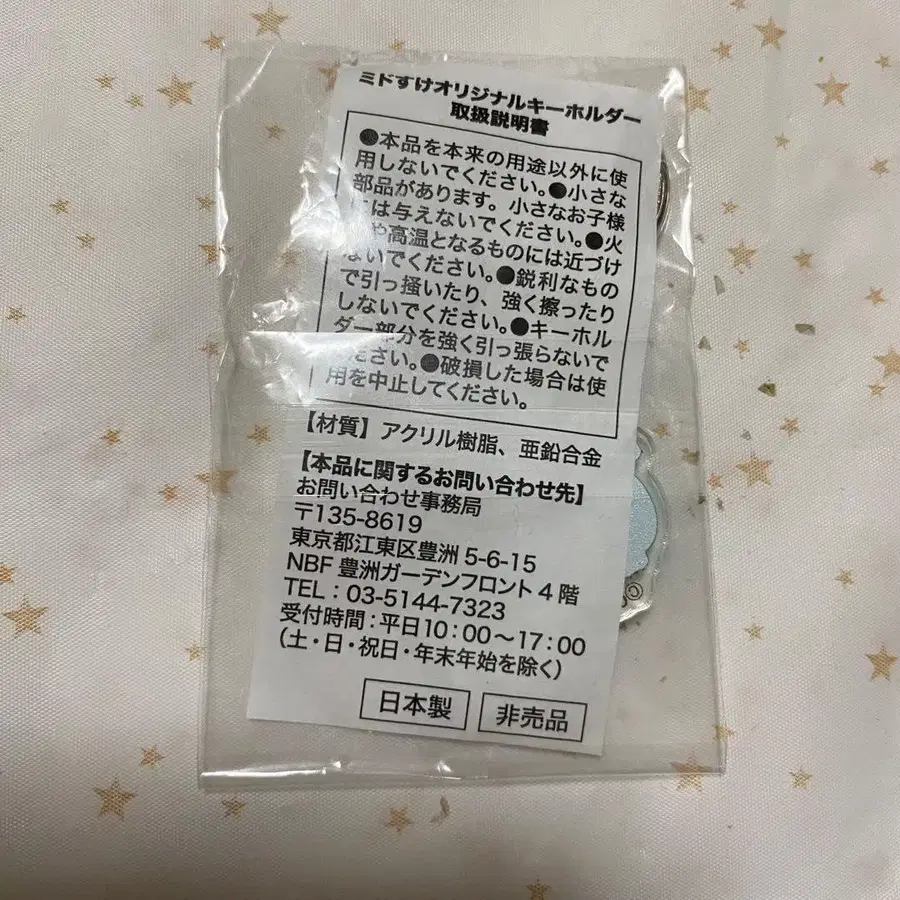 ミドすけオリジナルキーホルダー
取扱説明書
●本品を本来の用途以外に使
用しないでください。●小さな
部品があります。小さなお子様
は与えないでください。●火
や高温となるものには近づけ
ないでください。●鋭利なもの
で引っ掻いたり、強く擦ったり
しないでください。●キーホル
ダー部分を強く引っ張らないで
ください。●破損した場合は使
用を中止してください。
【材質】アクリル樹脂、亜鉛合金
【本品に関するお問い合わせ先】
お問い合わせ事務局
〒135-8619
東京都江東区豊洲 5-6-15
NBF 豊洲ガーデンフロント 4 階
TEL：03-5144-7323
受付時間：平日10：00～17：00
（土・日・祝日・年末年始を除く）
日本製
非売品
©